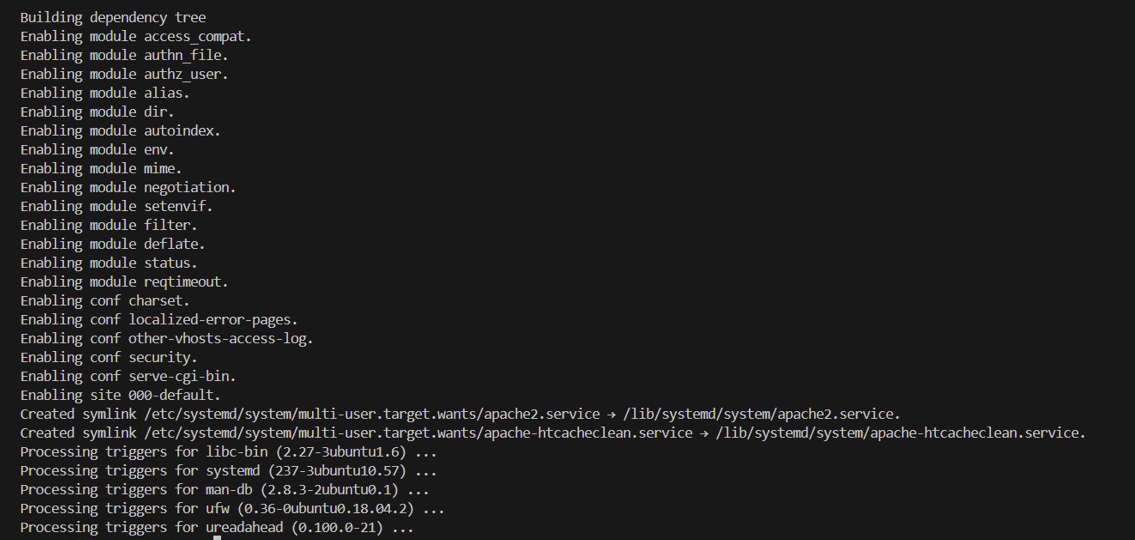 Building dependency tree
Enabling module access_compat.
Enabling module authn_file.
Enabling module authz_user.
Enabling module alias.
Enabling module dir.
Enabling module autoindex.
Enabling module env.
Enabling module mime.
Enabling module negotiation.
Enabling module setenvif.
Enabling module filter.
Enabling module deflate.
Enabling module status.
Enabling module reqtimeout.
Enabling conf charset.
Enabling conf localized-error-pages.
Enabling conf other-vhosts-access-log.
Enabling conf security.
Enabling conf serve-cgi-bin.
Enabling site 000-default.
Created symlink /etc/systemd/system/multi-user.target.wants/apache2.service → /lib/systemd/system/apache2.service.
Created symlink /etc/systemd/system/multi-user.target.wants/apache-htcacheclean.service → /lib/systemd/system/apache-htcacheclean.service.
Processing triggers for libc-bin (2.27-3ubuntu1.6) ...
Processing triggers for systemd (237-3ubuntu10.57) ...
Processing triggers for man-db (2.8.3-2ubuntu0.1) ...
Processing triggers for ufw (0.36-0ubuntu0.18.04.2) ...
Processing triggers for ureadahead (0.100.0-21) ...